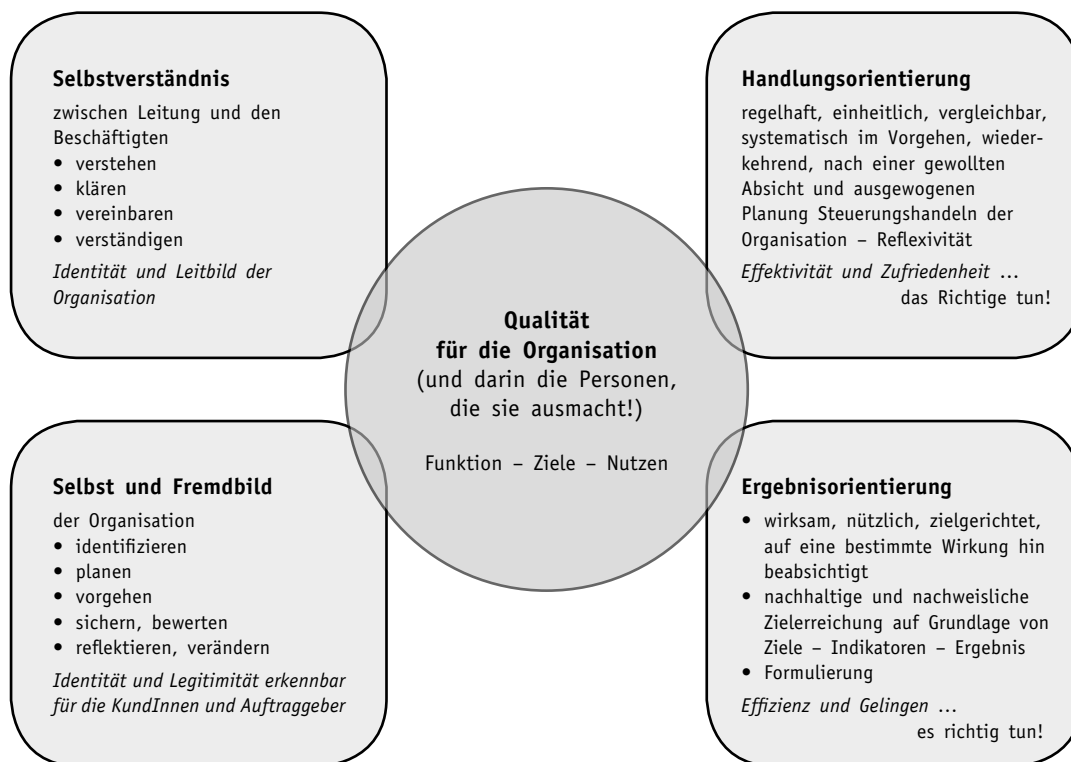 Selbstverständnis
zwischen Leitung und den
Beschäftigten
• verstehen
• klären
• vereinbaren
• verständigen
Identität und Leitbild der
Organisation
Handlungsorientierung
regelhaft, einheitlich, vergleichbar,
systematisch im Vorgehen, wieder-
kehrend, nach einer gewollten
Absicht und ausgewogenen
Planung Steuerungshandeln der
Organisation – Reflexivität
Effektivität und Zufriedenheit …
das Richtige tun!
Qualität
für die Organisation
(und darin die Personen,
die sie ausmacht!)
Funktion – Ziele – Nutzen
Selbst und Fremdbild
der Organisation
• identifizieren
• planen
• vorgehen
• sichern, bewerten
• reflektieren, verändern
Identität und Legitimität erkennbar
für die KundInnen und Auftraggeber
Ergebnisorientierung
• wirksam, nützlich, zielgerichtet,
auf eine bestimmte Wirkung hin
beabsichtigt
• nachhaltige und nachweisliche
Zielerreichung auf Grundlage von
Ziele – Indikatoren – Ergebnis
• Formulierung
Effizienz und Gelingen …
es richtig tun!